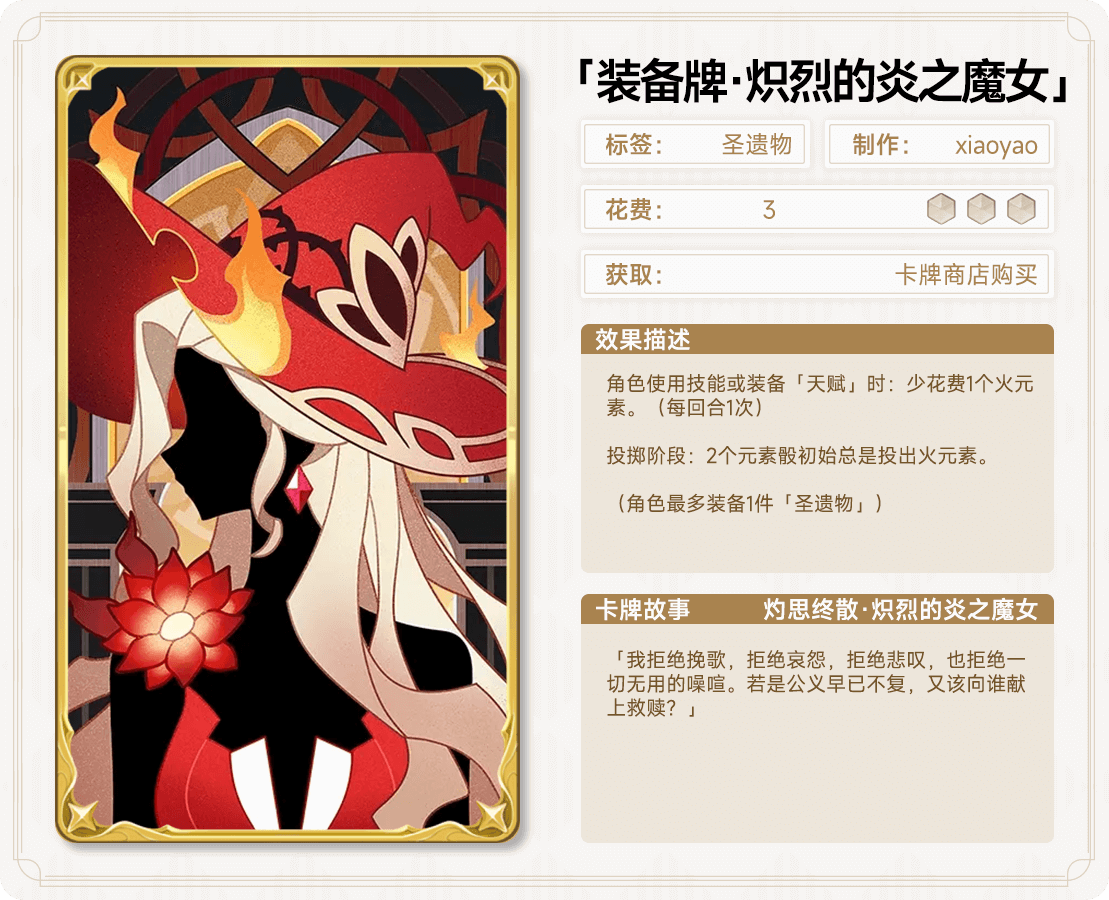 「装备牌·炽烈的炎之魔女」
标签： 圣遗物 制作： xiaoyao
花费： 3
获取： 卡牌商店购买
效果描述
角色使用技能或装备「天赋」时：少花费1个火元
素。（每回合1次）
投掷阶段：2个元素骰初始总是投出火元素。
（角色最多装备1件「圣遗物」）
卡牌故事 灼思终散·炽烈的炎之魔女
「我拒绝挽歌，拒绝哀怨，拒绝悲叹，也拒绝一
切无用的噪喧。若是公义早已不复，又该向谁献
上救赎？」